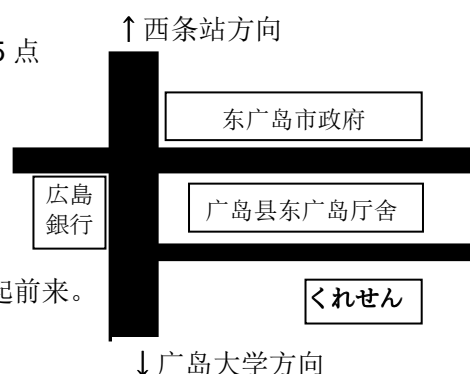 ↑西条站方向
5 点
东广岛市政府
広島
銀行
广岛县东广岛厅舍
起前来。
くれせん
↓广岛大学方向